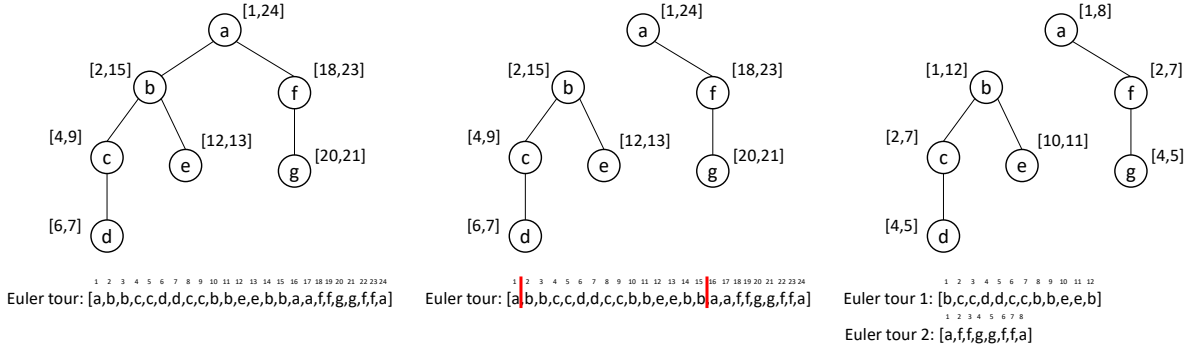 [1,24]
a
[2,15]
b
[18,23]
f
[4,9]
c
[12,13]
e
[20,21]
g
[6,7]
d
1 2 3 4 5 6 7 8 9 10 11 12 13 14 15 16 17 18 19 20 21 22 23 24
Euler tour: [a,b,b,c,c,d,d,c,c,b,b,e,e,b,b,a,a,f,f,g,g,f,f,a]
[1,24]
a
[2,15]
b
[18,23]
f
[4,9]
c
[12,13]
e
[20,21]
g
[6,7]
d
1 2 3 4 5 6 7 8 9 10 11 12 13 14 15 16 17 18 19 20 21 22 23 24
Euler tour: [a,b,b,c,c,d,d,c,c,b,b,e,e,b,b,a,a,f,f,g,g,f,f,a]
[1,8]
a
[1,12]
b
[2,7]
f
[2,7]
c
[10,11]
e
[4,5]
g
[4,5]
d
1 2 3 4 5 6 7 8 9 10 11 12
Euler tour 1: [b,c,c,d,d,c,c,b,b,e,e,b]
1 2 3 4 5 6 7 8
Euler tour 2: [a,f,f,g,g,f,f,a]